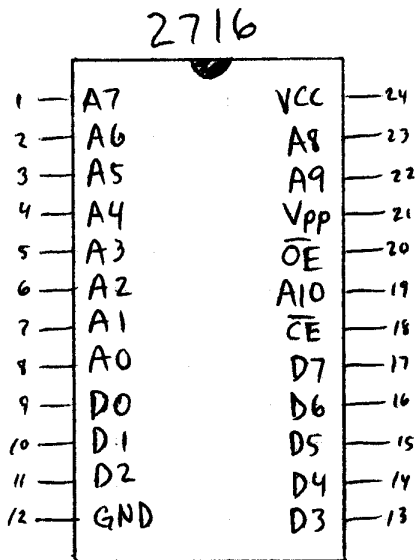 2716
1 A7 VCC 24
2 A6 A8 23
3 A5 A9 22
4 A4 Vpp 21
5 A3 O̅E̅ 20
6 A2 A10 19
7 A1 C̅E̅ 18
8 A0 D7 17
9 D0 D6 16
10 D1 D5 15
11 D2 D4 14
12 GND D3 13